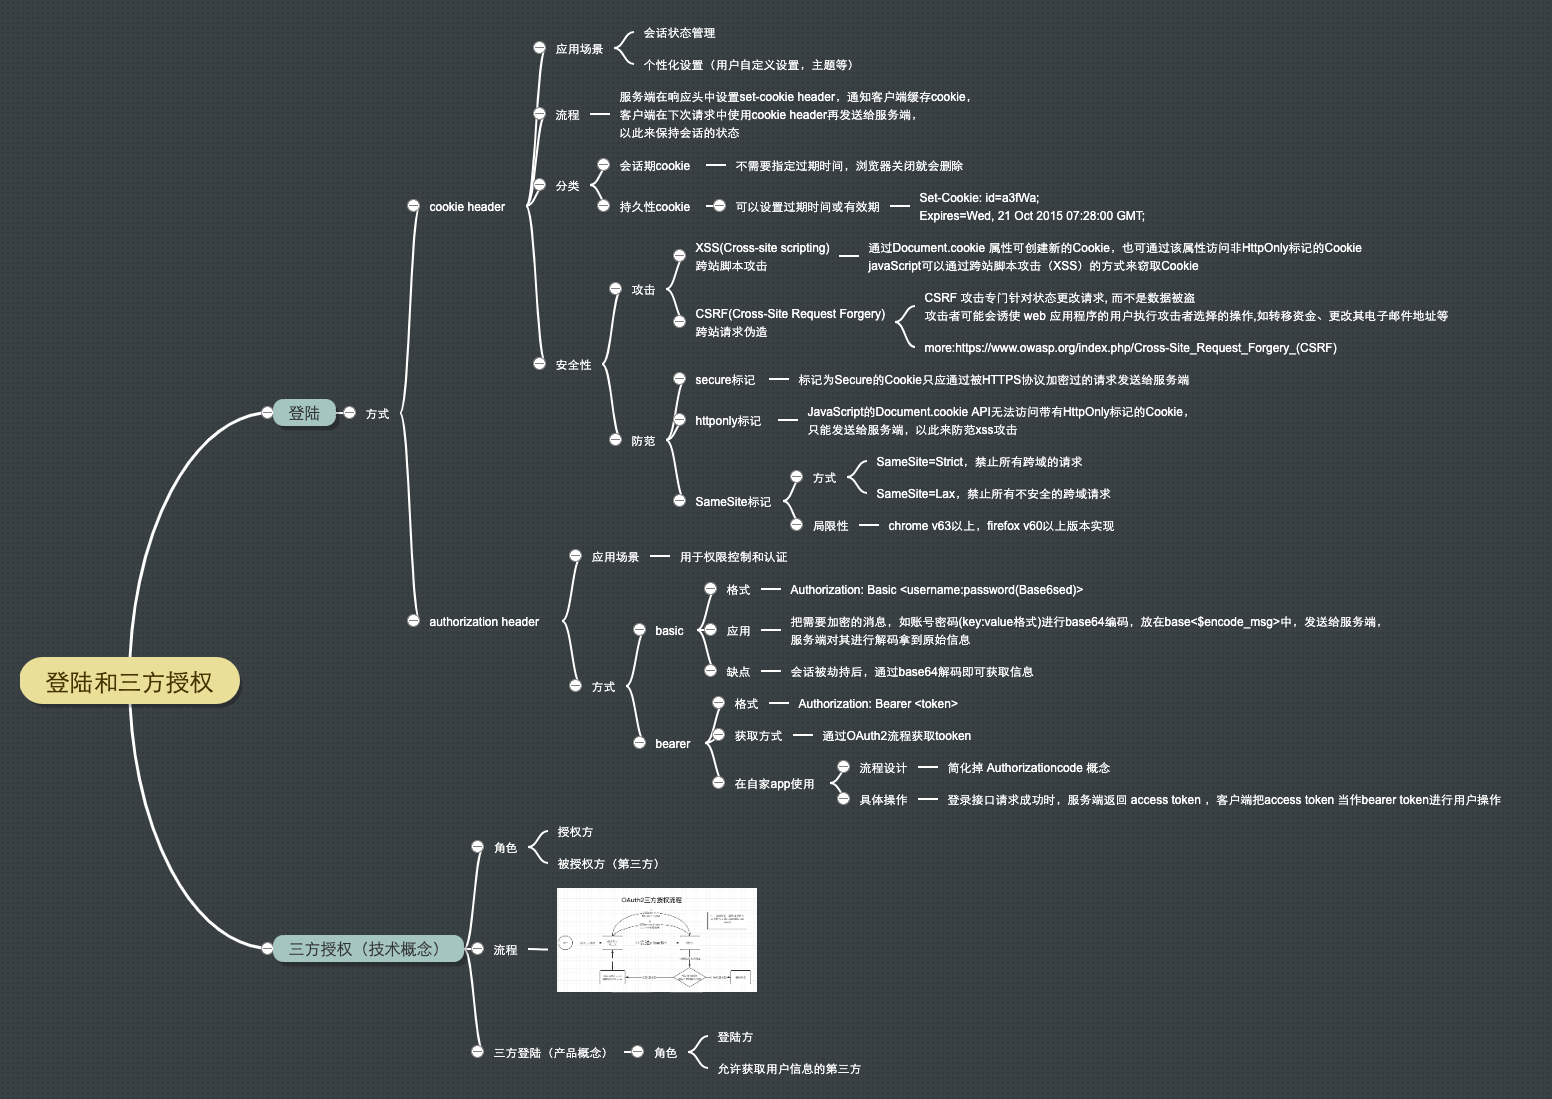 会话状态管理
应用场景
个性化设置（用户自定义设置，主题等）
服务端在响应头中设置set-cookie header，通知客户端缓存cookie，
流程
客户端在下次请求中使用cookie header再发送给服务端，
以此来保持会话的状态
会话期cookie
不需要指定过期时间，浏览器关闭就会删除
分类
cookie header
持久性cookie
可以设置过期时间或有效期
Set-Cookie: id=a3fWa;
Expires=Wed, 21 Oct 2015 07:28:00 GMT;
XSS(Cross-site scripting)
跨站脚本攻击
通过Document.cookie 属性可创建新的Cookie，也可通过该属性访问非HttpOnly标记的Cookie
javaScript可以通过跨站脚本攻击（XSS）的方式来窃取Cookie
攻击
CSRF(Cross-Site Request Forgery)
跨站请求伪造
CSRF 攻击专门针对状态更改请求, 而不是数据被盗
攻击者可能会诱使 web 应用程序的用户执行攻击者选择的操作,如转移资金、更改其电子邮件地址等
more:https://www.owasp.org/index.php/Cross-Site_Request_Forgery_(CSRF)
安全性
secure标记
标记为Secure的Cookie只应通过被HTTPS协议加密过的请求发送给服务端
登陆
方式
httponly标记
JavaScript的Document.cookie API无法访问带有HttpOnly标记的Cookie，
只能发送给服务端，以此来防范xss攻击
防范
SameSite=Strict，禁止所有跨域的请求
方式
SameSite=Lax，禁止所有不安全的跨域请求
SameSite标记
局限性
chrome v63以上，firefox v60以上版本实现
应用场景
用于权限控制和认证
格式
Authorization: Basic <username:password(Base6sed)>
authorization header
basic
应用
把需要加密的消息，如账号密码(key:value格式)进行base64编码，放在base<$encode_msg>中，发送给服务端，
服务端对其进行解码拿到原始信息
缺点
会话被劫持后，通过base64解码即可获取信息
登陆和三方授权
方式
格式
Authorization: Bearer <token>
bearer
获取方式
通过OAuth2流程获取tooken
流程设计
简化掉 Authorizationcode 概念
在自家app使用
具体操作
登录接口请求成功时，服务端返回 access token ，客户端把access token 当作bearer token进行用户操作
授权方
角色
被授权方（第三方）
OAuth2三方授权流程
三方授权（技术概念）
流程
登陆方
三方登陆（产品概念）
角色
允许获取用户信息的第三方